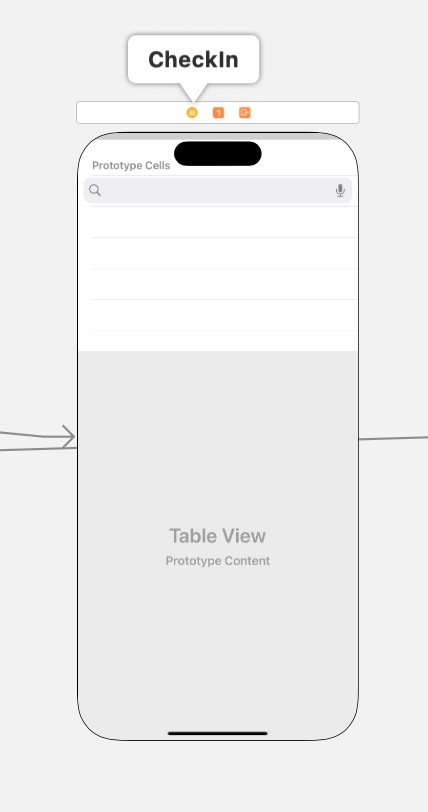 CheckIn
Prototype Cells
Table View
Prototype Content